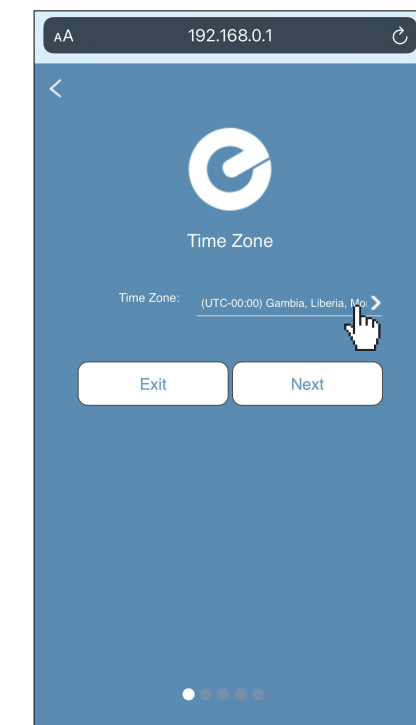 AA 192.168.0.1
Time Zone
Time Zone: (UTC-00:00) Gambia, Liberia,
Exit Next